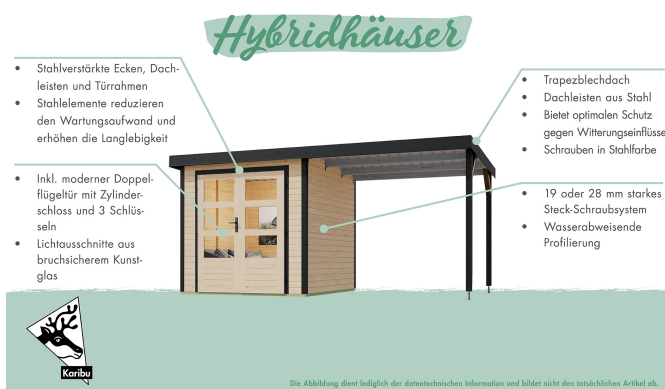 Hybridhäuser
• Stahlverstärkte Ecken, Dach-
leisten und Türrahmen
• Stahlelemente reduzieren
den Wartungsaufwand und
erhöhen die Langlebigkeit
• Inkl. moderner Doppel-
flügeltür mit Zylinder-
schloss und 3 Schlüs-
seln
• Lichtausschnitte aus
bruchsicherem Kunst-
glas
• Trapezblechdach
• Dachleisten aus Stahl
• Bietet optimalen Schutz
gegen Witterungseinflüsse
• Schrauben in Stahlfarbe
• 19 oder 28 mm starkes
Steck-Schraubsystem
• Wasserabweisende
Profilierung
Karibu
Die Abbildung dient lediglich der datentechnischen Information und bildet nicht den tatsächlichen Artikel ab.